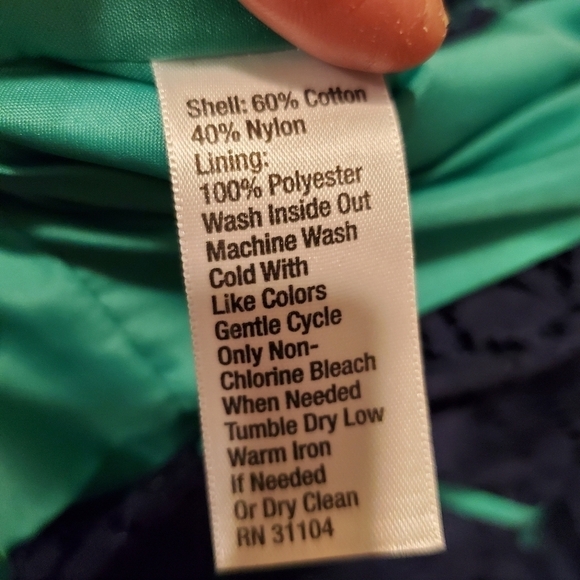 Shell: 60% Cotton
40% Nylon
Lining:
100% Polyester
Wash Inside Out
Machine Wash
Cold With
Like Colors
Gentle Cycle
Only Non-
Chlorine Bleach
When Needed
Tumble Dry Low
Warm Iron
If Needed
Or Dry Clean
RN 31104